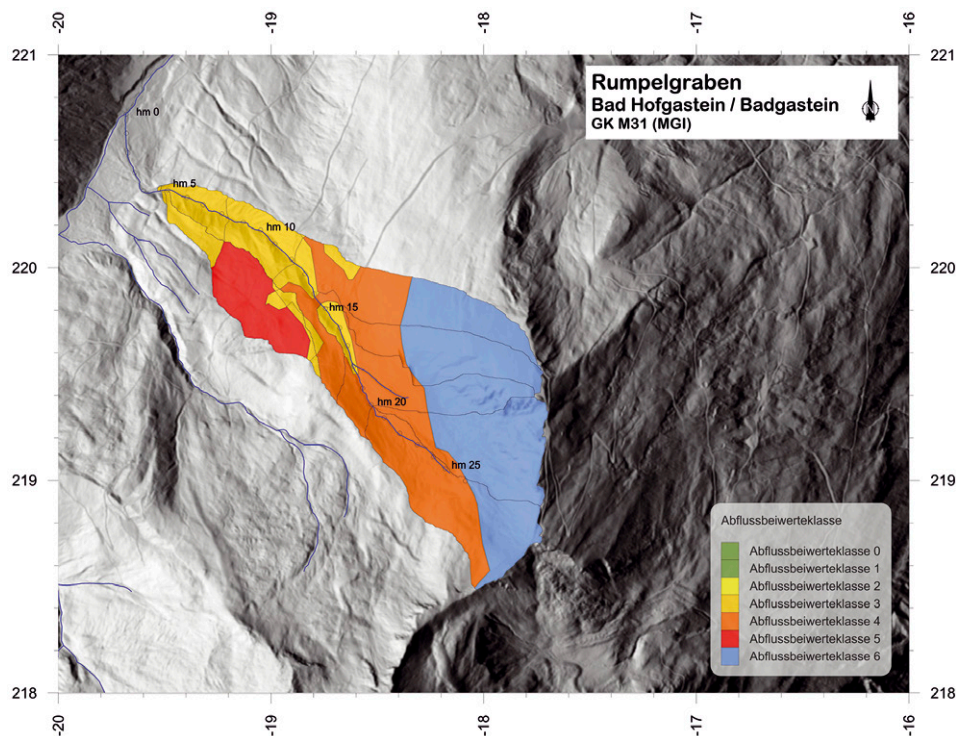 -20 -19 -18 -17 -16
221 221
Rumpelgraben
Bad Hofgastein / Badgastein
GK M31 (MGI)
N
hm 0
hm 5
hm 10
220 220
hm 15
hm 20
hm 25
219 219
Abflussbeiwerteklasse
Abflussbeiwerteklasse 0
Abflussbeiwerteklasse 1
Abflussbeiwerteklasse 2
Abflussbeiwerteklasse 3
Abflussbeiwerteklasse 4
Abflussbeiwerteklasse 5
Abflussbeiwerteklasse 6
218 218
-20 -19 -18 -17 -16